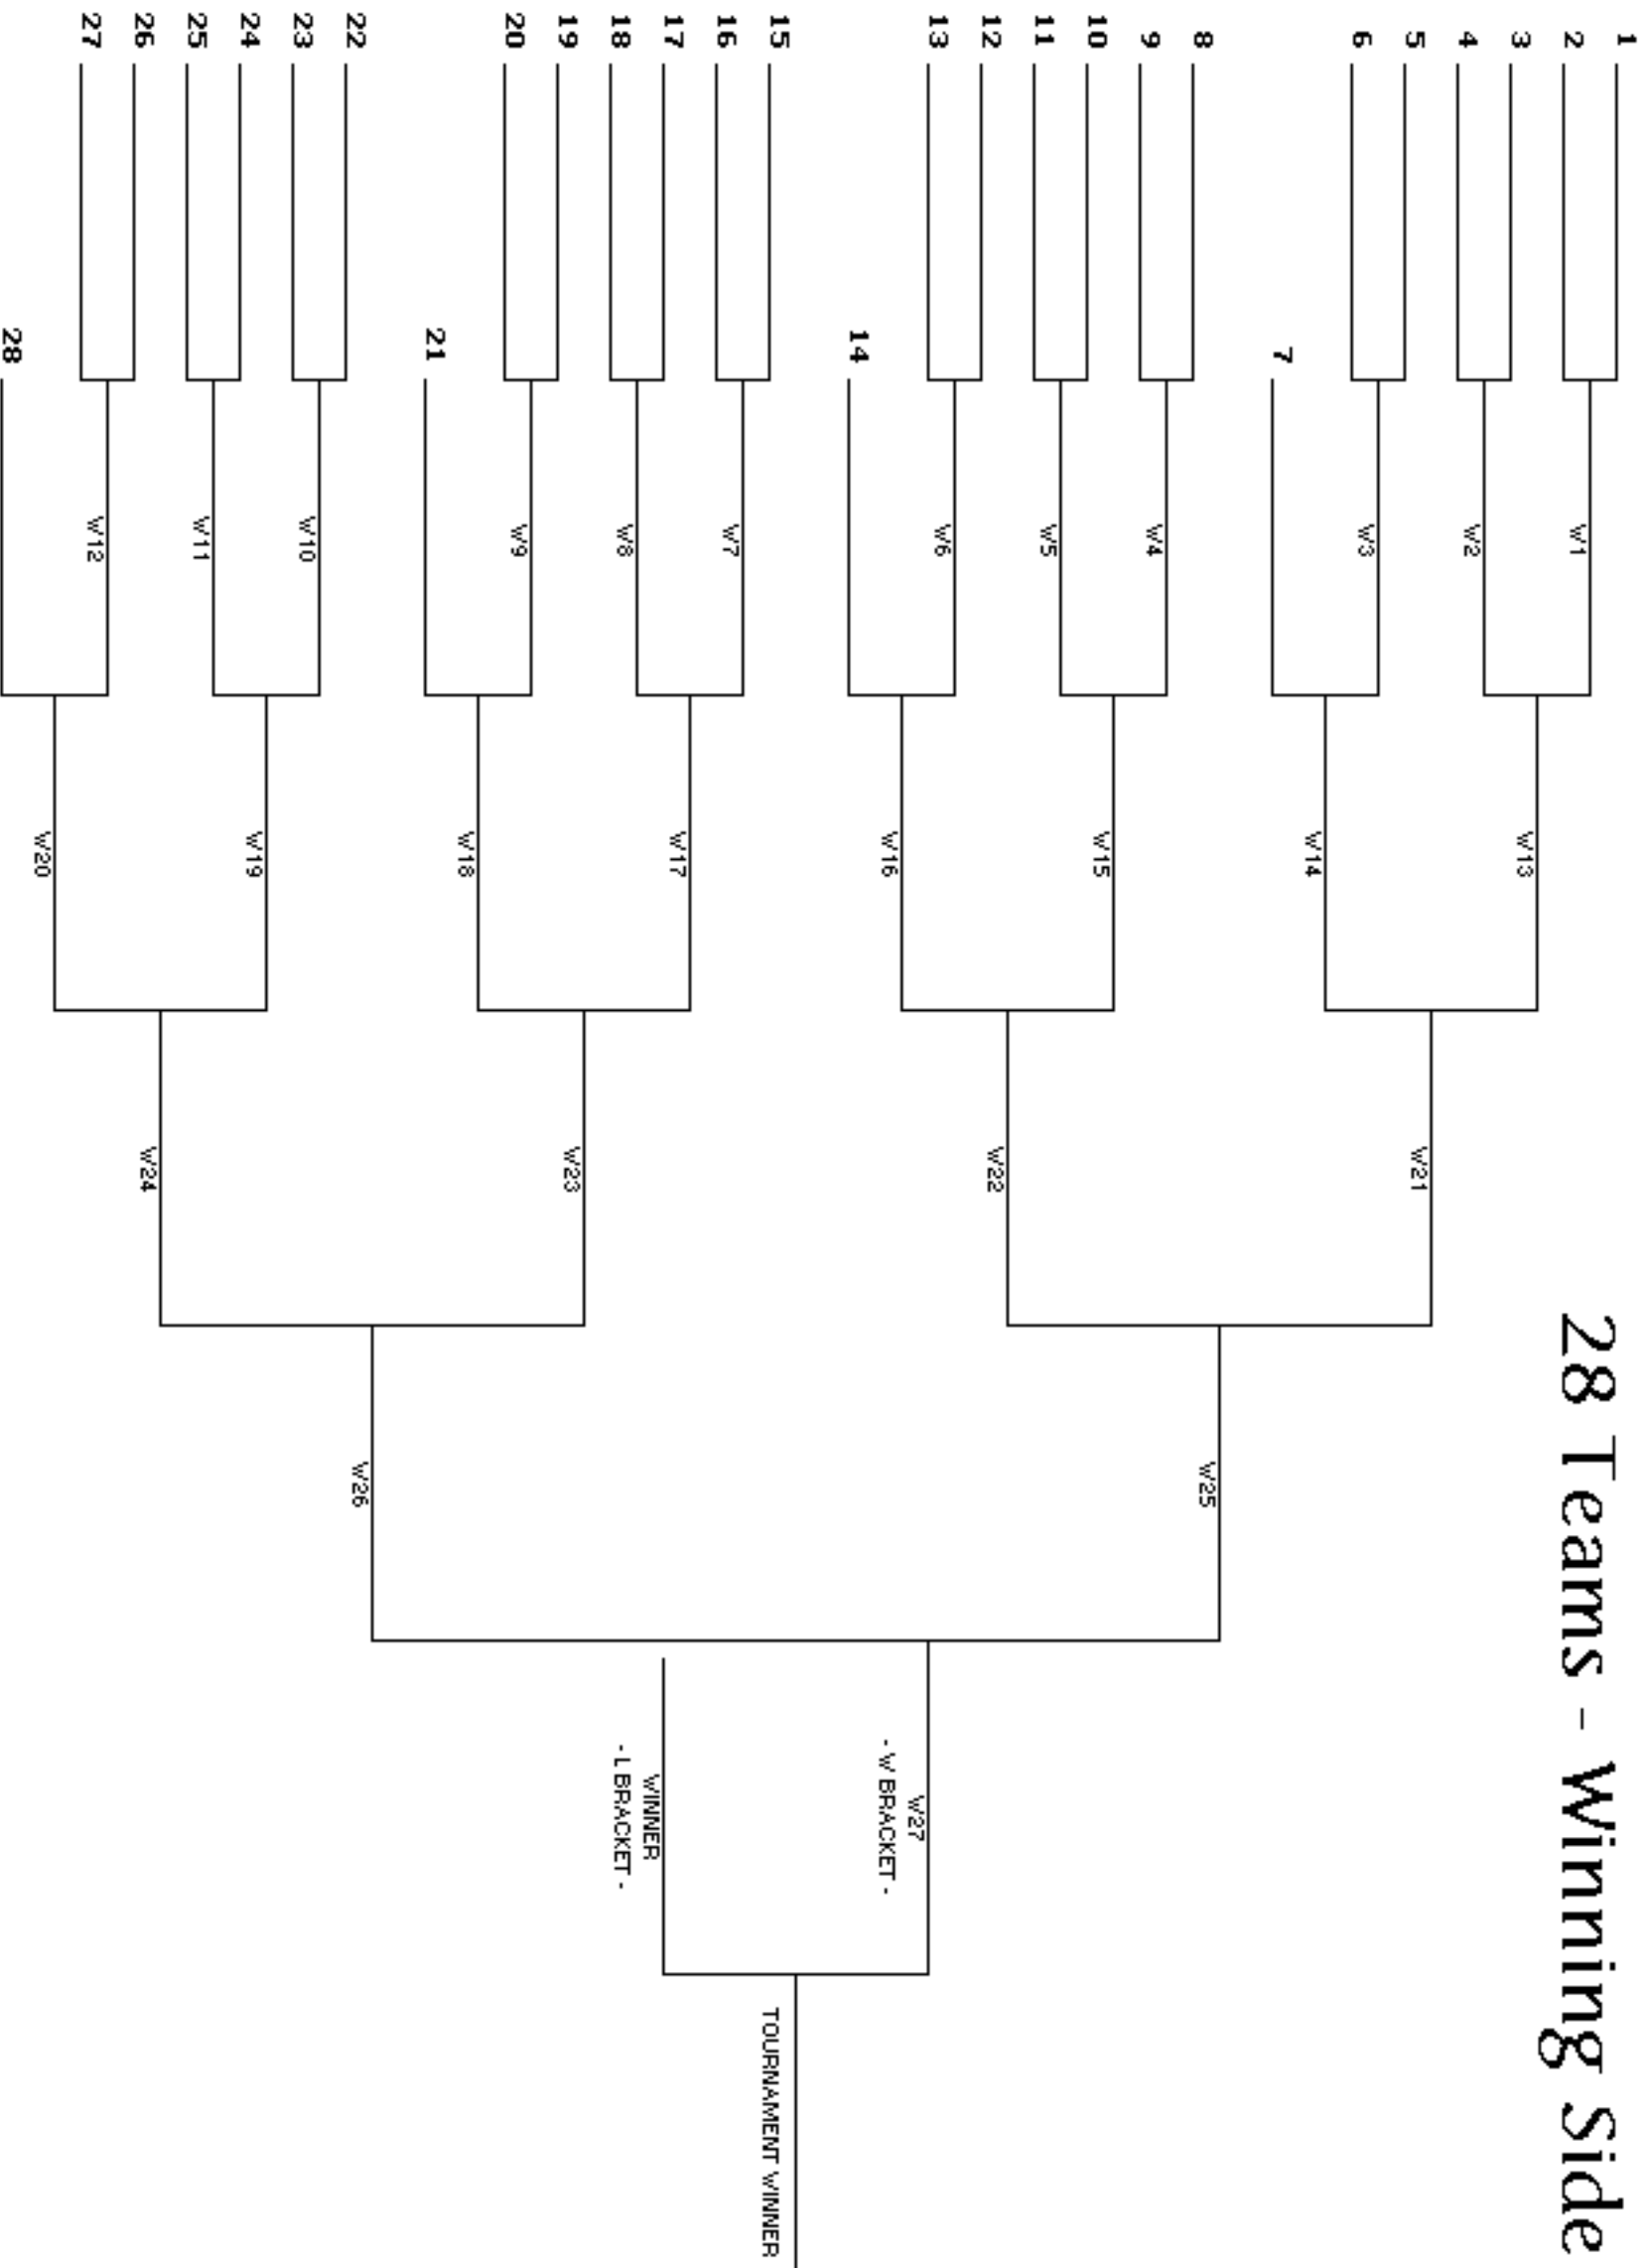 28 Teams - Winning Side
1
2
3
4
5
6
7
8
9
10
11
12
13
14
15
16
17
18
19
20
21
22
23
24
25
26
27
28
W1
W2
W3
W4
W5
W6
W7
W8
W9
W10
W11
W12
W13
W14
W15
W16
W17
W18
W19
W20
W21
W22
W23
W24
W25
W26
W27
- W BRACKET -
WINNER
- L BRACKET -
TOURNAMENT WINNER